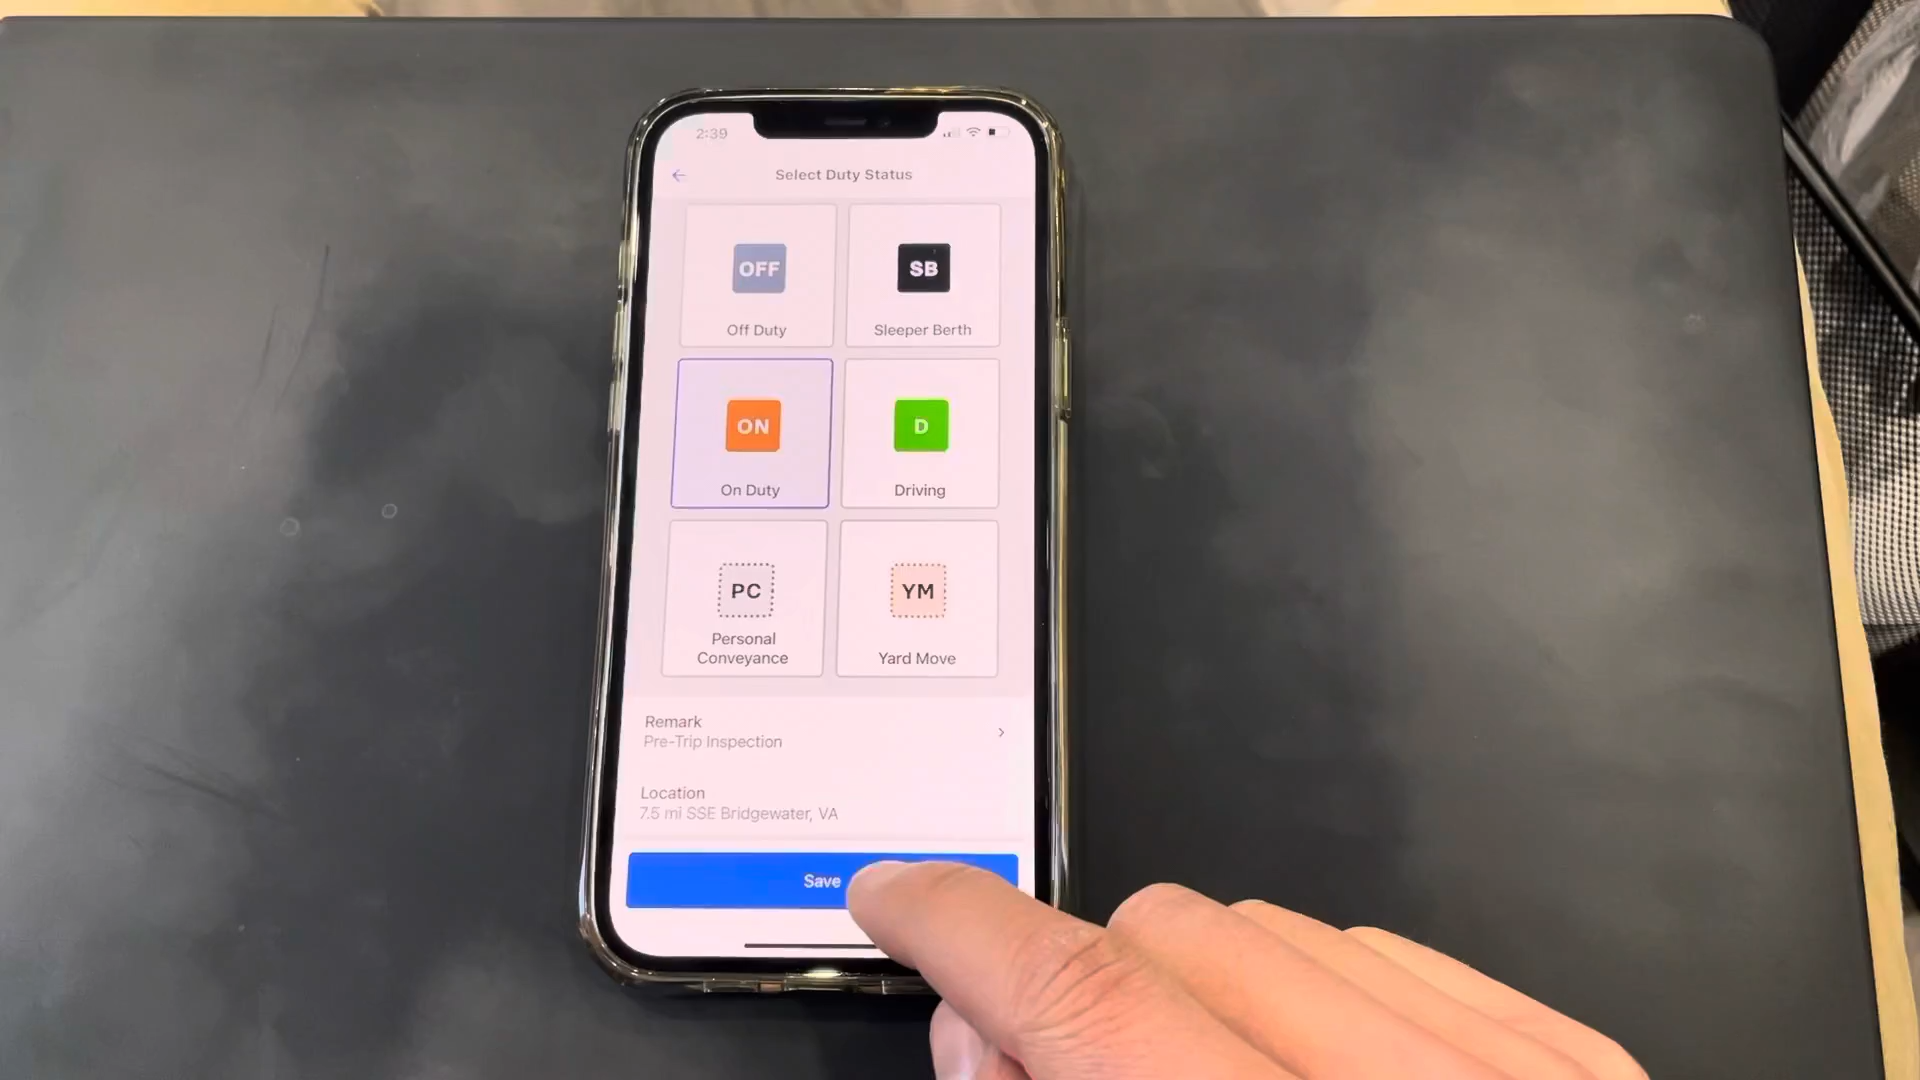 2:39
Select Duty Status
OFF
Off Duty
SB
Sleeper Berth
ON
On Duty
D
Driving
PC
Personal
Conveyance
YM
Yard Move
Remark
Pre-Trip Inspection
Location
7.5 mi SSE Bridgewater, VA
Save